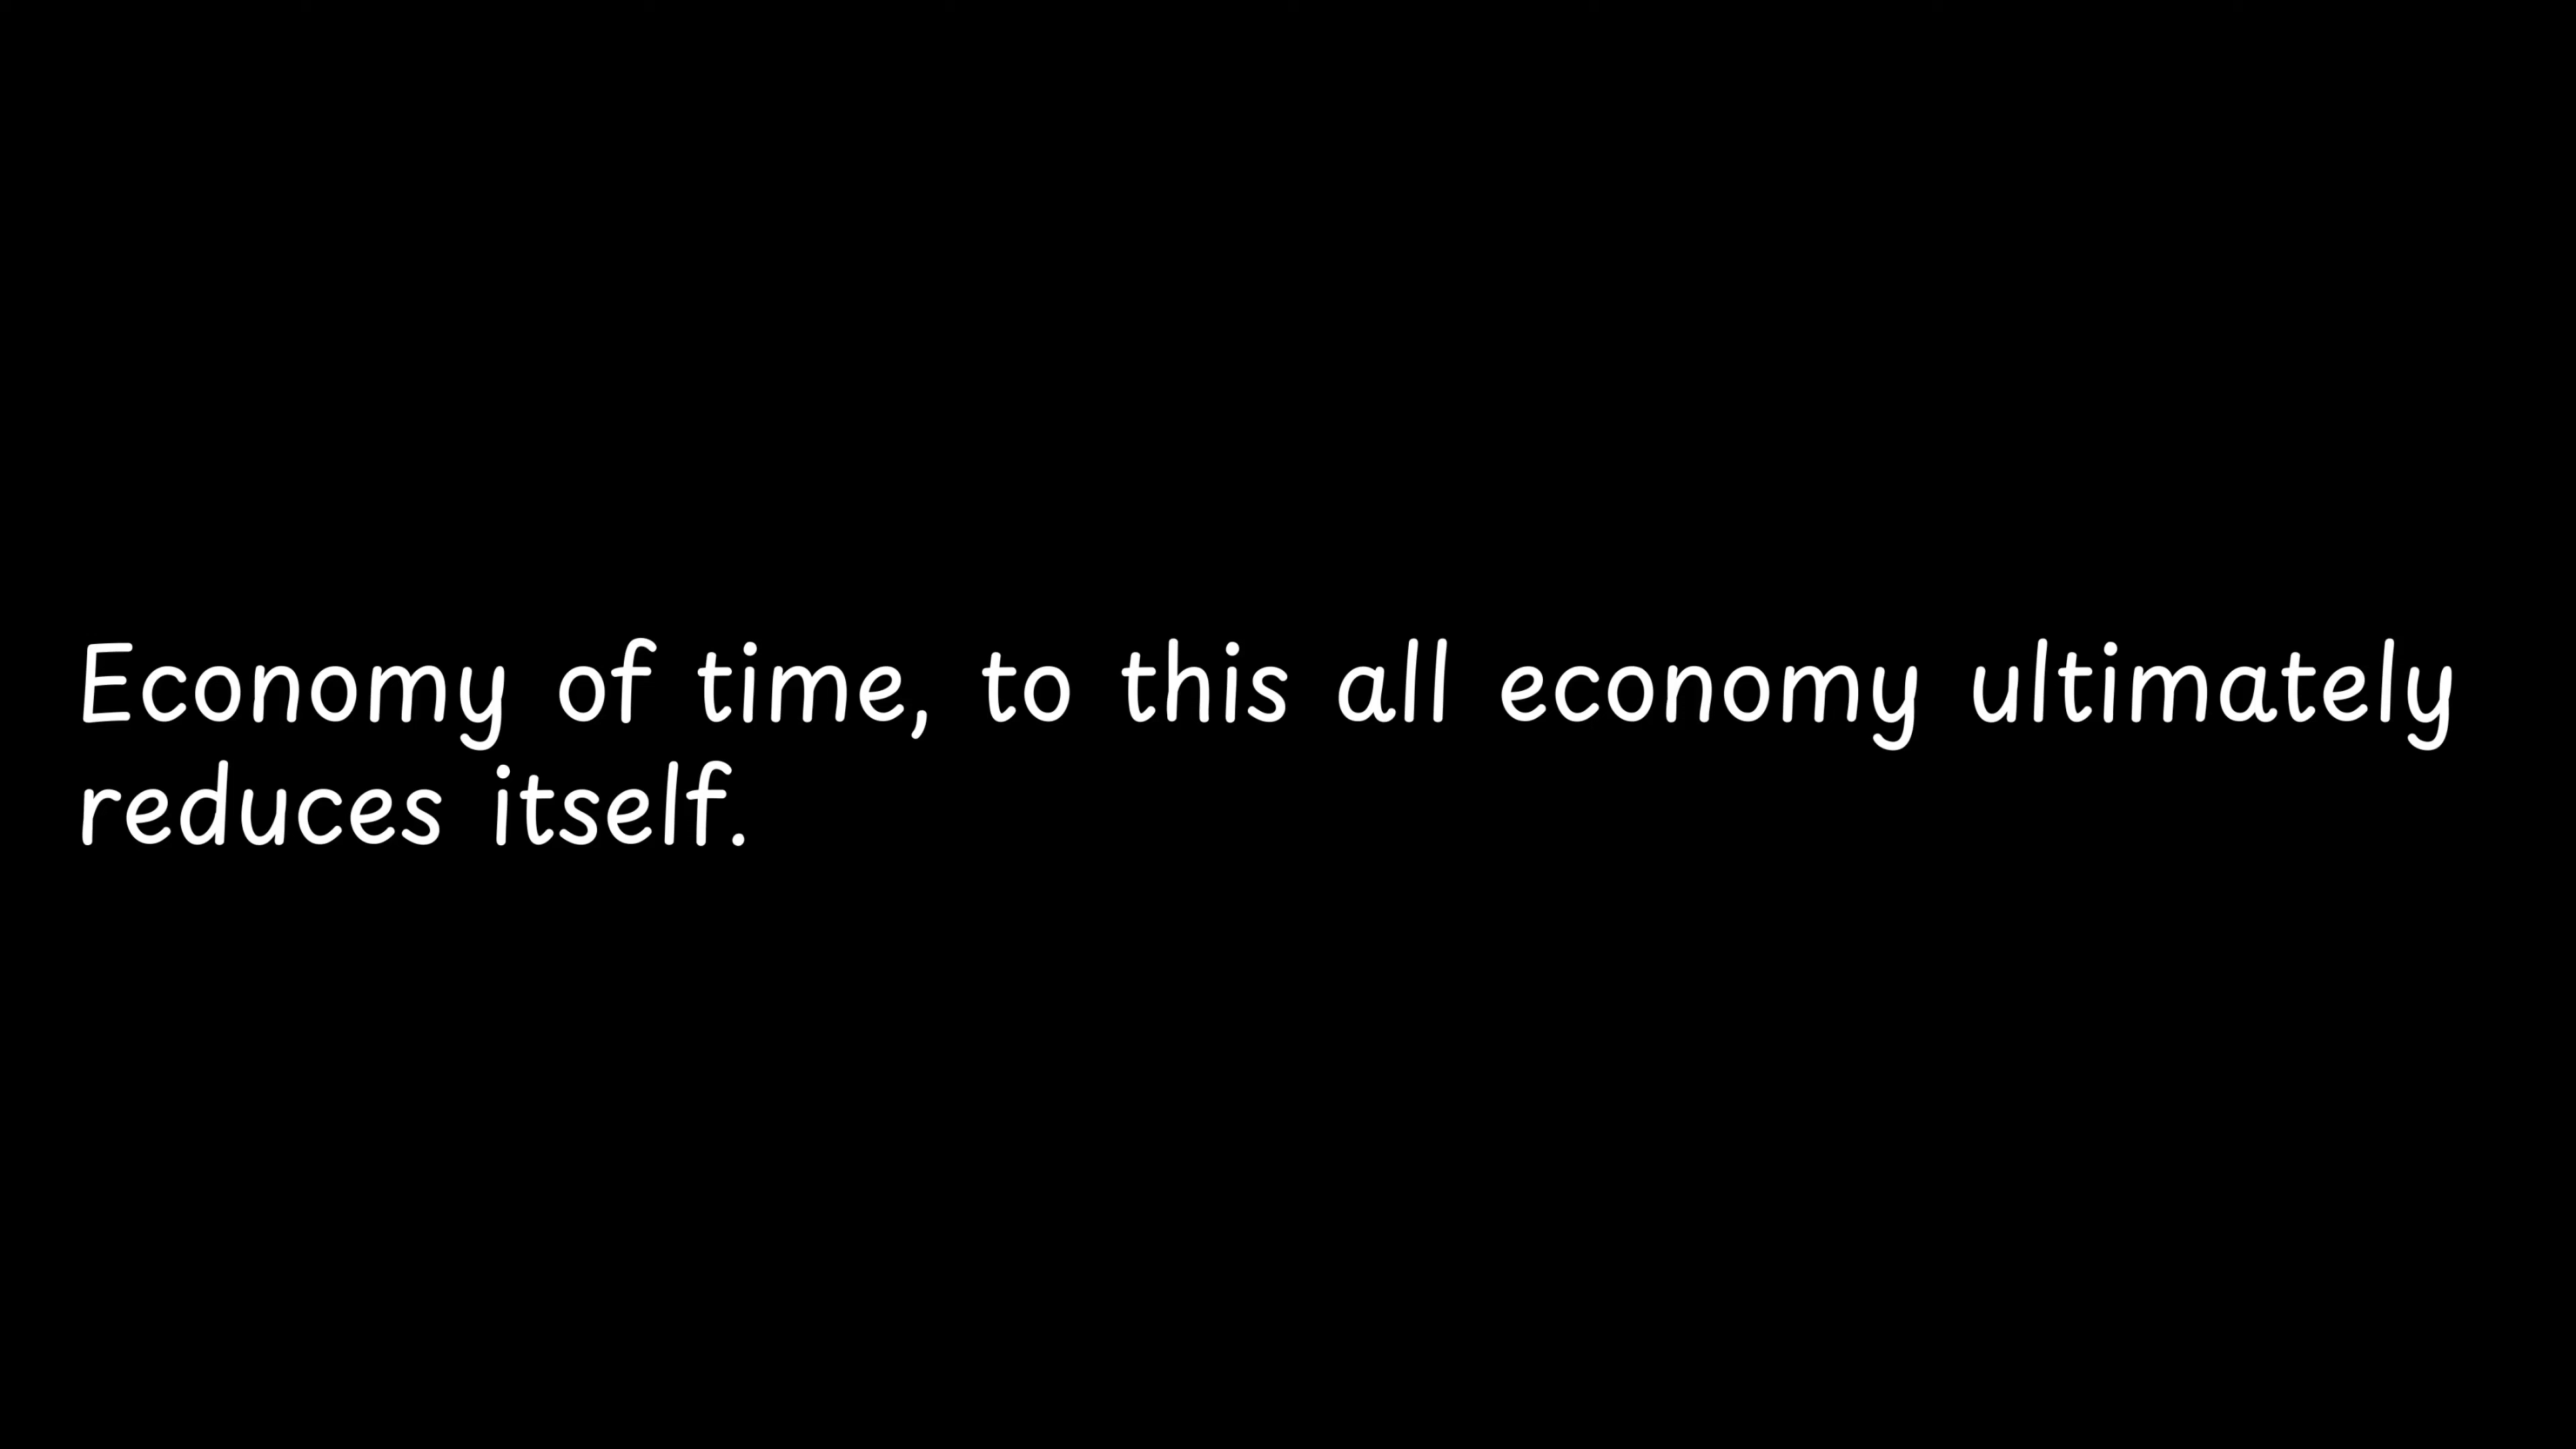 Economy of time, to this all economy ultimately
reduces itself.